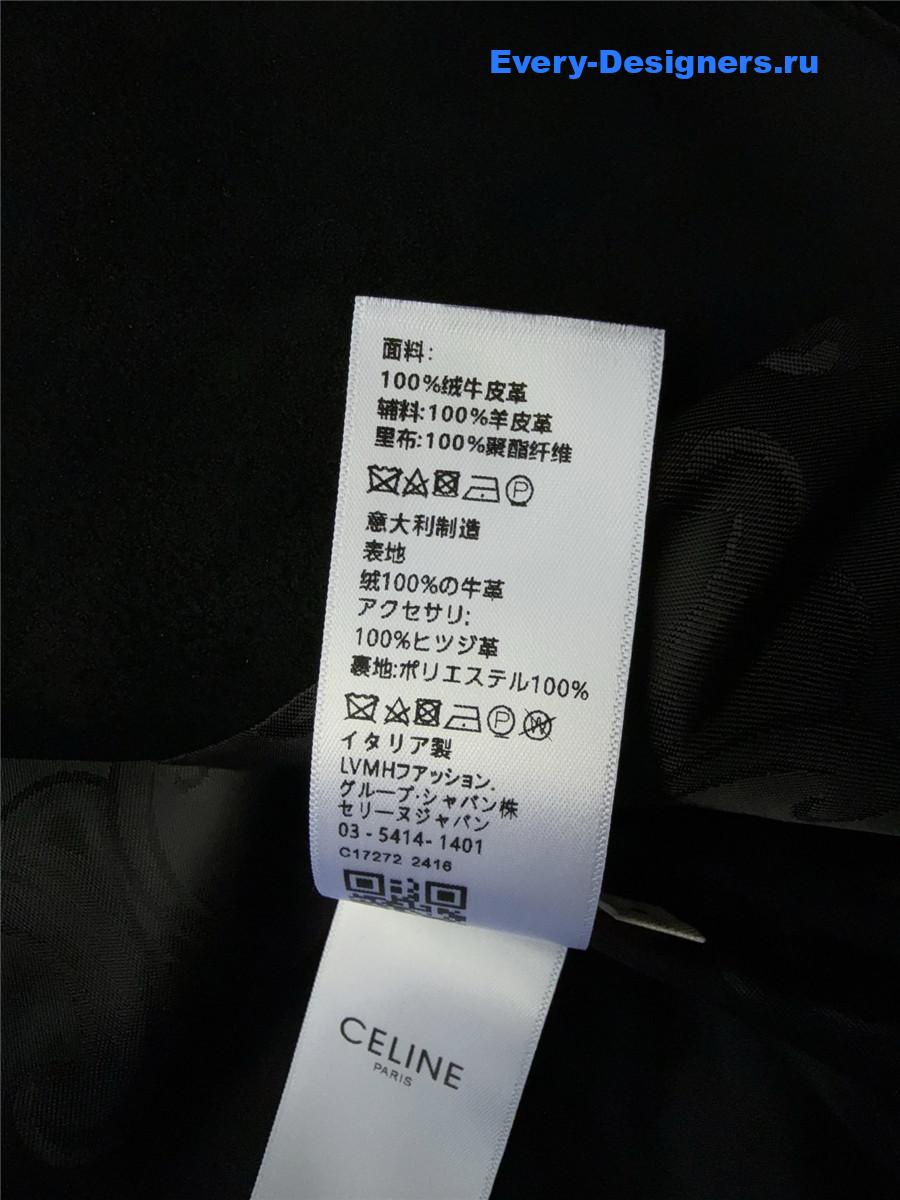 Every-Designers.ru
面料:
100%绒牛皮革
辅料:100%羊皮革
里布:100%聚酯纤维
P
意大利制造
表地
绒100%の牛革
アクセサリ:
100%ヒツジ革
裏地:ポリエステル100%
P W
イタリア製
LVMHファアッション.
グループ·シャパン株
セリーヌジャパン
03 - 5414- 1401
C17272 2416
CELINE
PARIS